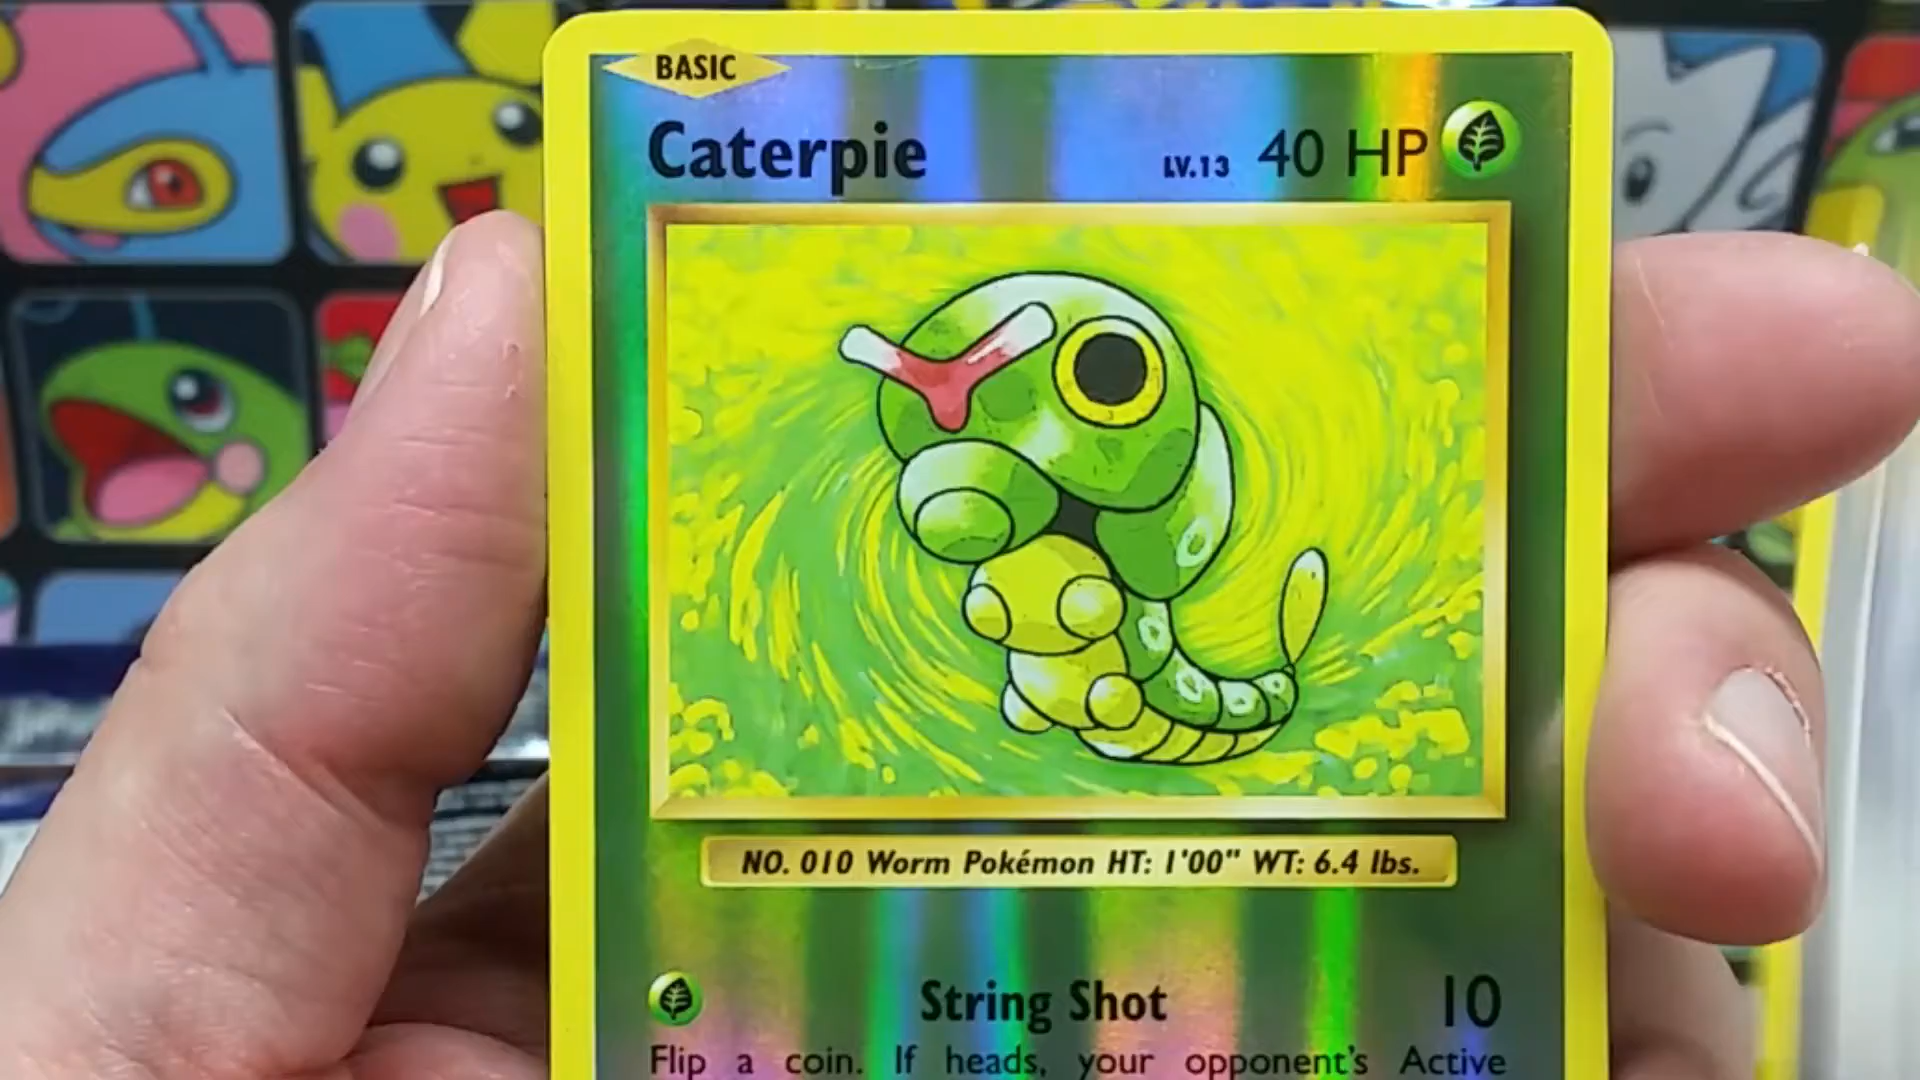 BASIC
Caterpie LV.13 40 HP
NO. 010 Worm Pokémon HT: 1'00" WT: 6.4 lbs.
String Shot 10
Flip a coin. If heads, your opponent's Active